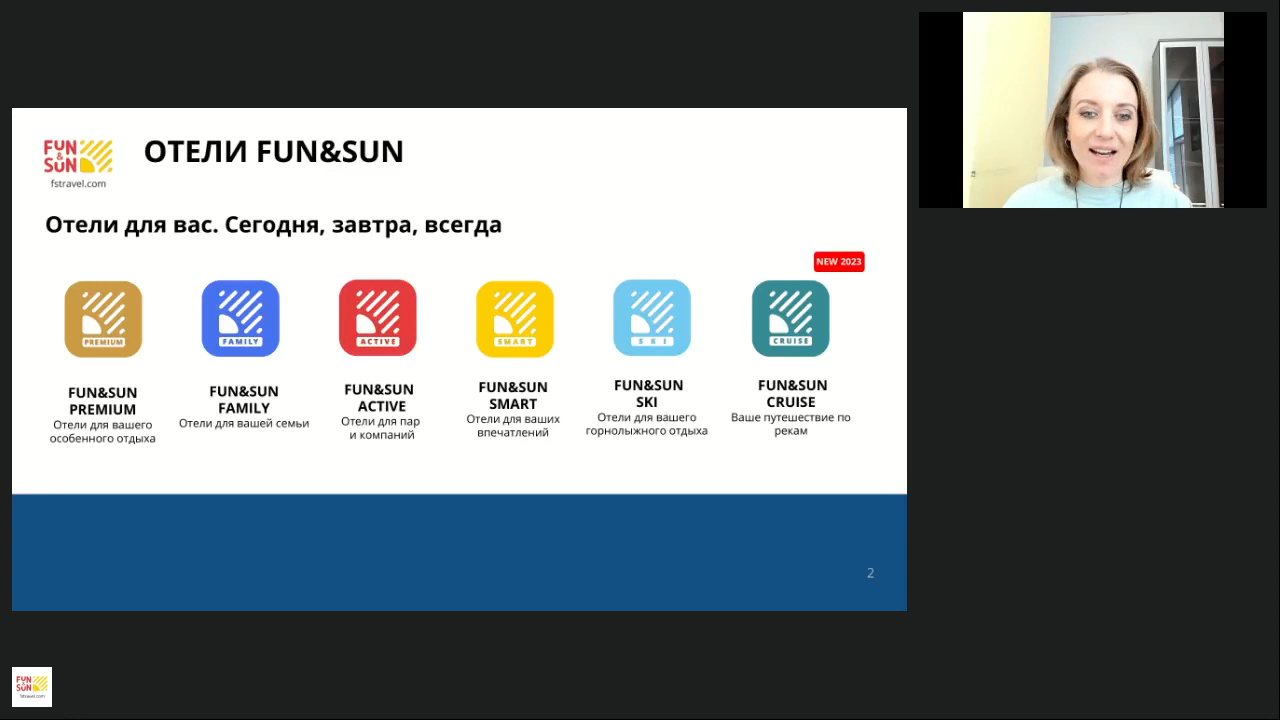 FUN
&
SUN
fstravel.com
ОТЕЛИ FUN&SUN
Отели для вас. Сегодня, завтра, всегда
NEW 2023
PREMIUM
FAMILY
ACTIVE
SMART
SKI
CRUISE
FUN&SUN
PREMIUM
Отели для вашего
особенного отдыха
FUN&SUN
FAMILY
Отели для вашей семьи
FUN&SUN
ACTIVE
Отели для пар
и компаний
FUN&SUN
SMART
Отели для ваших
впечатлений
FUN&SUN
SKI
Отели для вашего
горнолыжного отдыха
FUN&SUN
CRUISE
Ваше путешествие по
рекам
2
FUN
&
SUN
fstravel.com